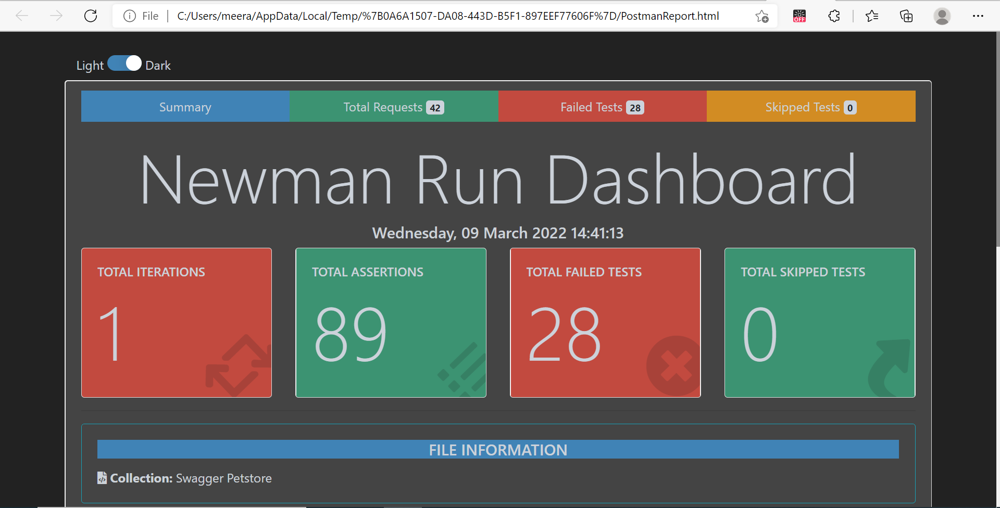 File C:/Users/meera/AppData/Local/Temp/%7B0A6A1507-DA08-443D-B5F1-897EEF77606F%7D/PostmanReport.html
OFF
Light Dark
Summary Total Requests 42 Failed Tests 28 Skipped Tests 0
Newman Run Dashboard
Wednesday, 09 March 2022 14:41:13
TOTAL ITERATIONS
1
TOTAL ASSERTIONS
89
TOTAL FAILED TESTS
28
TOTAL SKIPPED TESTS
0
FILE INFORMATION
Collection: Swagger Petstore